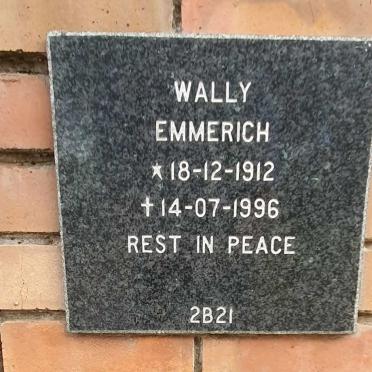 WALLY
EMMERICH
★ 18-12-1912
✝ 14-07-1996
REST IN PEACE
2B21